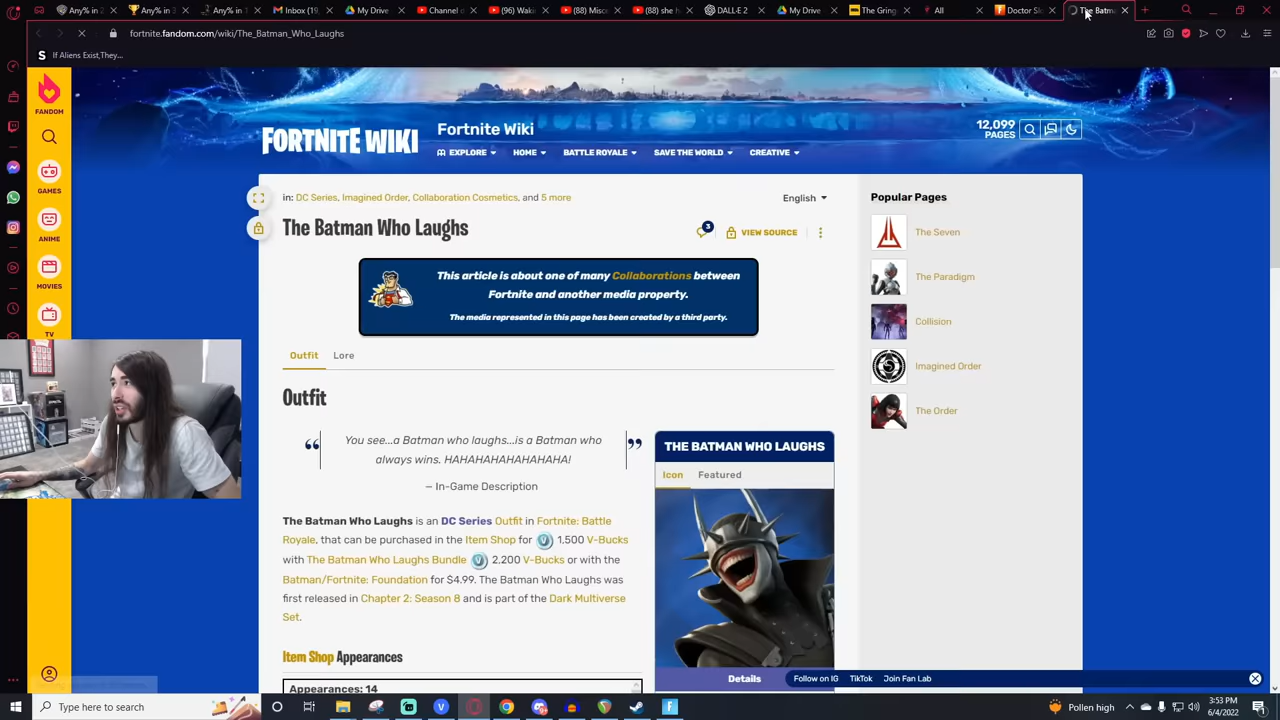 (9) Any% in
Any% in 2
Any% in 2
Fortnite S
Inbox (19,
My Drive
Channel d
(96) Wakin
(88) Miscr
(88) she h
DALL·E 2
My Drive
The Gring
All
Doctor S
The Batm
fortnite.fandom.com/wiki/The_Batman_Who_Laughs
If Aliens Exist,They...
FANDOM
GAMES
ANIME
MOVIES
TV
FORTNITE WIKI
Fortnite Wiki
EXPLORE
HOME
BATTLE ROYALE
SAVE THE WORLD
CREATIVE
12,099
PAGES
in: DC Series, Imagined Order, Collaboration Cosmetics, and 5 more
English
The Batman Who Laughs
3
VIEW SOURCE
This article is about one of many Collaborations between
Fortnite and another media property.
The media represented in this page has been created by a third party.
Outfit
Lore
Outfit
“ You see...a Batman who laughs...is a Batman who ”
always wins. HAHAHAHAHAHAHAHA!
— In-Game Description
The Batman Who Laughs is an DC Series Outfit in Fortnite: Battle
Royale, that can be purchased in the Item Shop for 1,500 V-Bucks
with The Batman Who Laughs Bundle 2,200 V-Bucks or with the
Batman/Fortnite: Foundation for $4.99. The Batman Who Laughs was
first released in Chapter 2: Season 8 and is part of the Dark Multiverse
Set.
Item Shop Appearances
Appearances: 14
THE BATMAN WHO LAUGHS
Icon
Featured
Details
Popular Pages
The Seven
The Paradigm
Collision
Imagined Order
The Order
Follow on IG
TikTok
Join Fan Lab
Type here to search
Pollen high
3:53 PM
6/4/2022